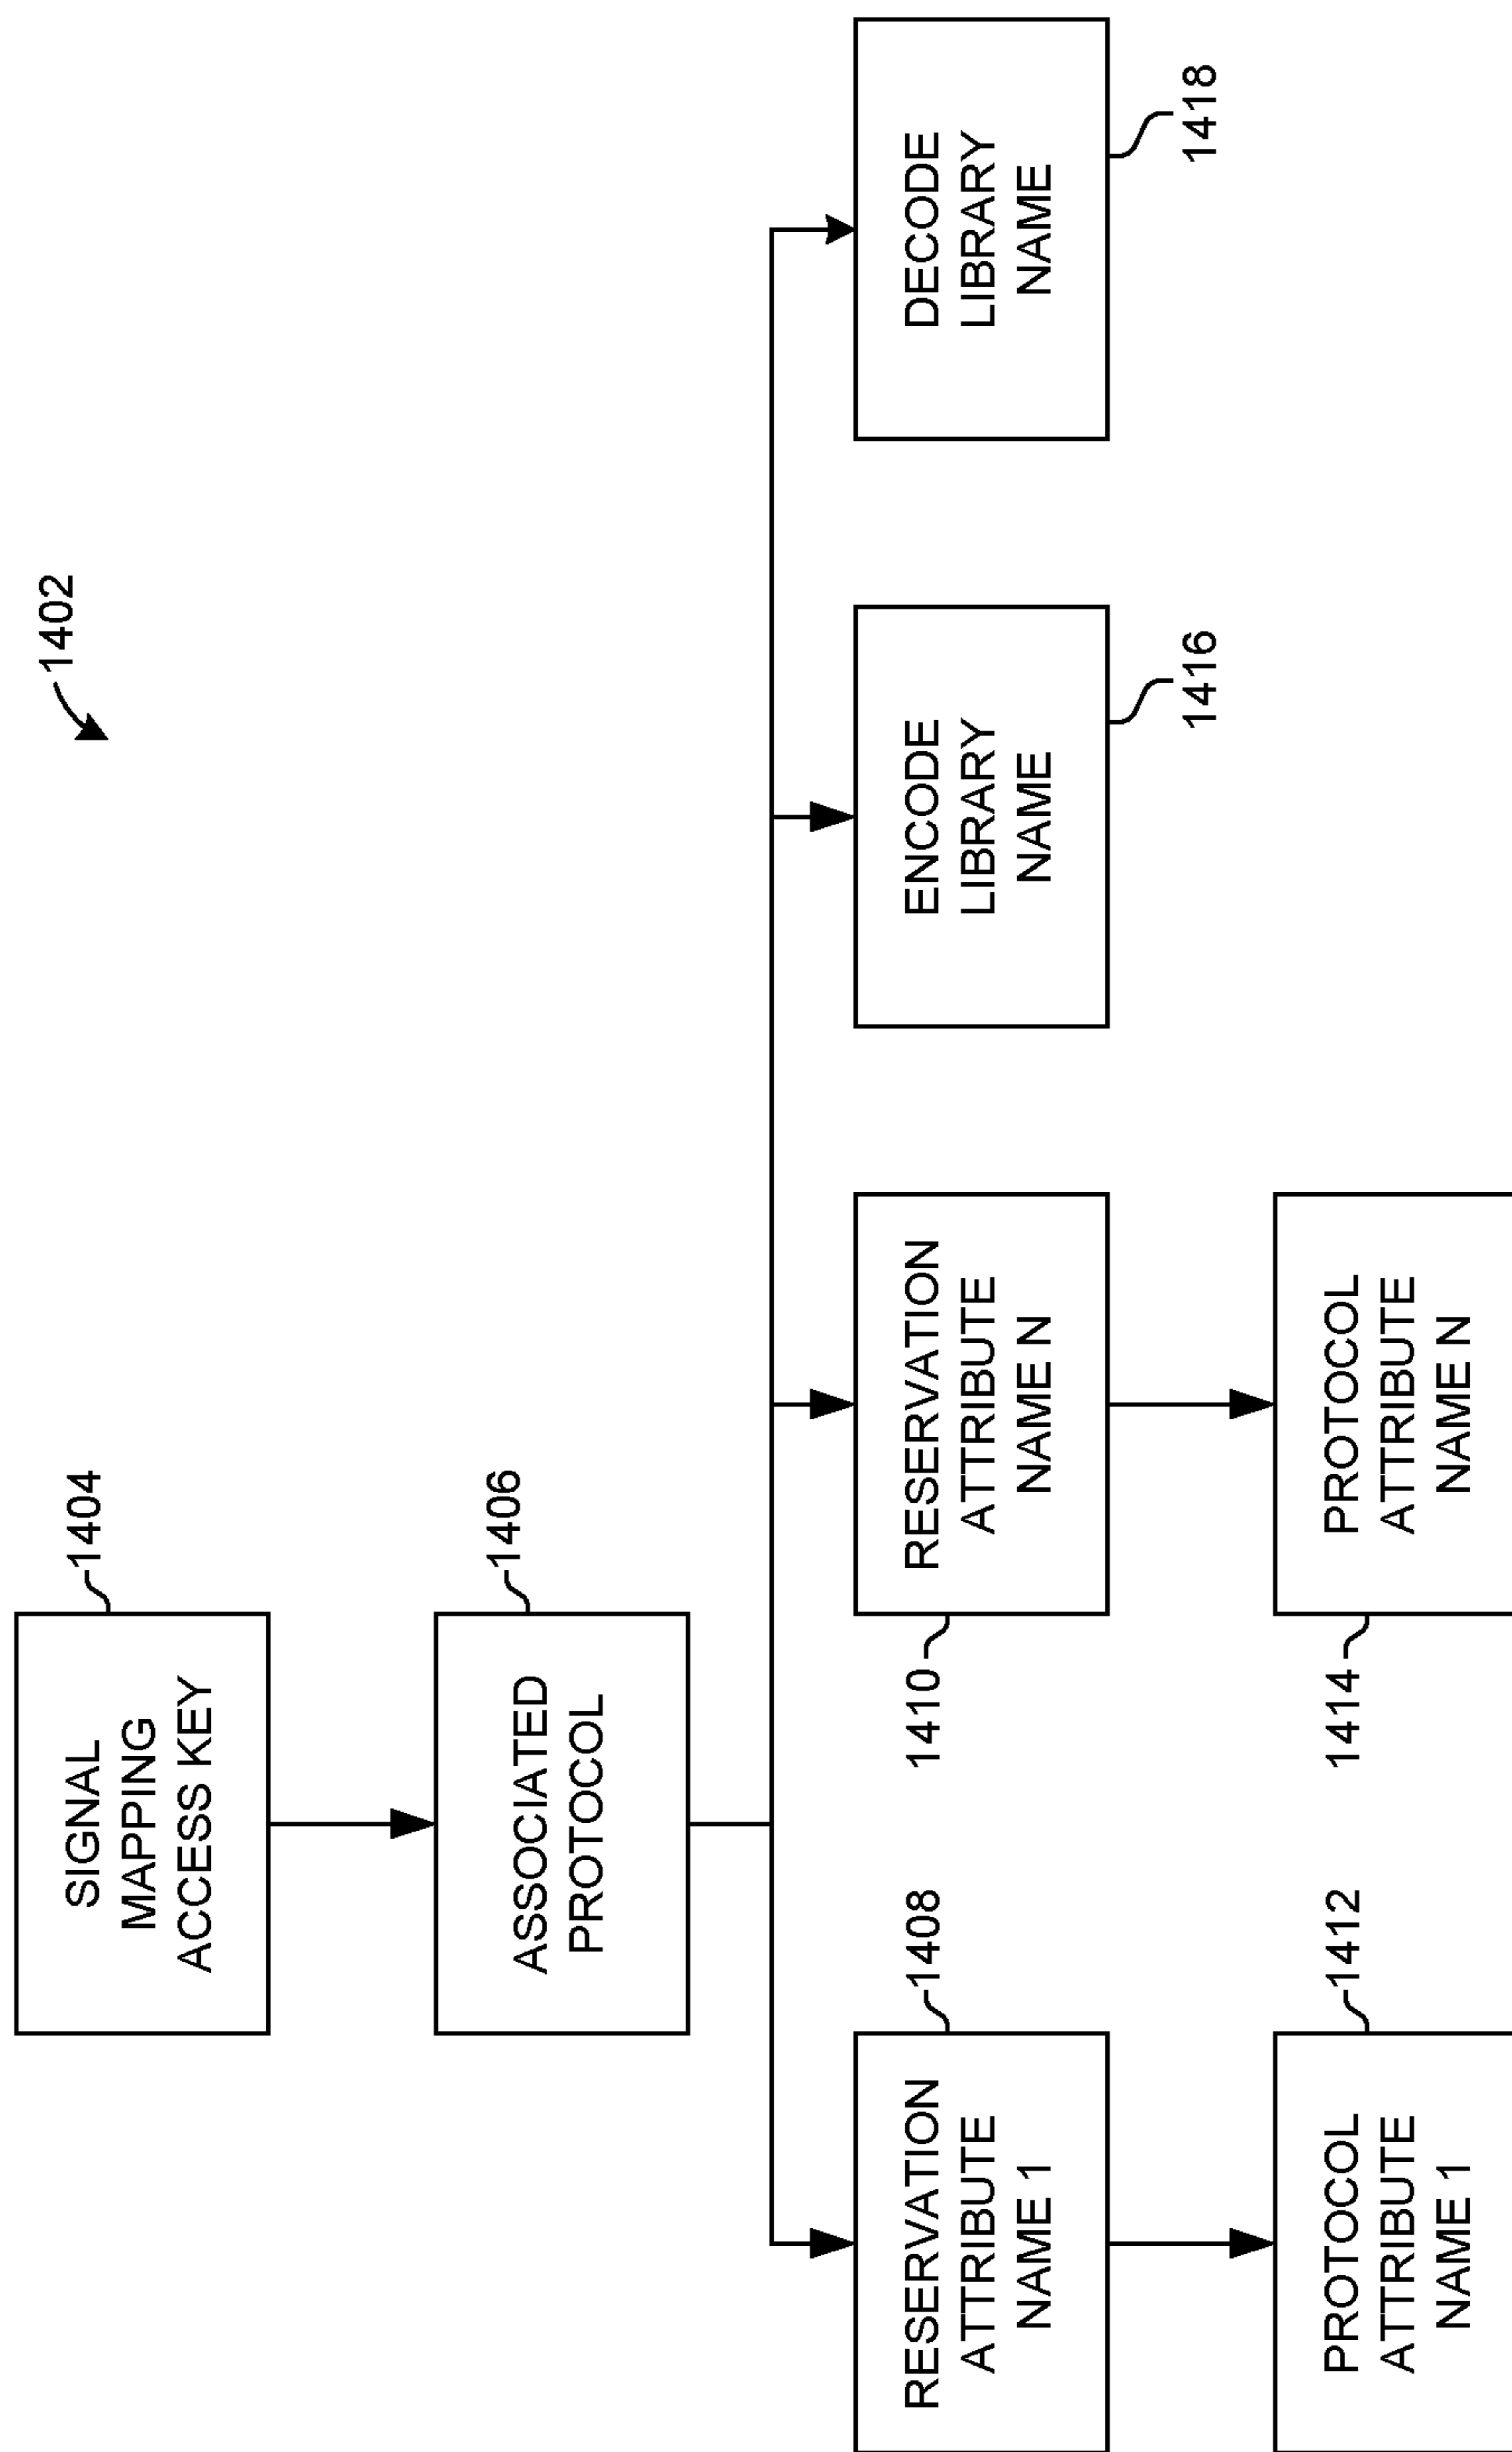 1402
SIGNAL
MAPPING
ACCESS KEY
1404
ASSOCIATED
PROTOCOL
1406
RESERVATION
ATTRIBUTE
NAME 1
1408
RESERVATION
ATTRIBUTE
NAME N
1410
ENCODE
LIBRARY
NAME
1416
DECODE
LIBRARY
NAME
1418
PROTOCOL
ATTRIBUTE
NAME 1
1412
PROTOCOL
ATTRIBUTE
NAME N
1414